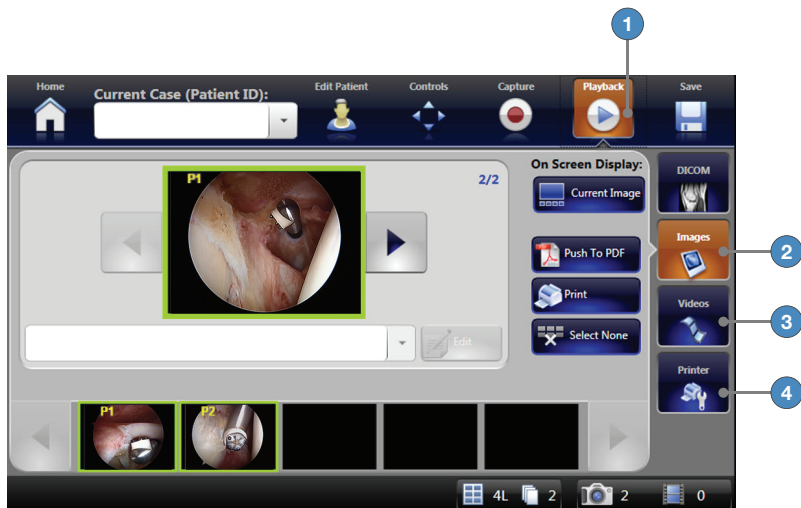 1
Home
Current Case (Patient ID):
Edit Patient
Controls
Capture
Playback
Save
P1
2/2
On Screen Display:
Current Image
DICOM
Push To PDF
Images
2
Print
Select None
Videos
3
Edit
Printer
4
P1
P2
4L
2
2
0